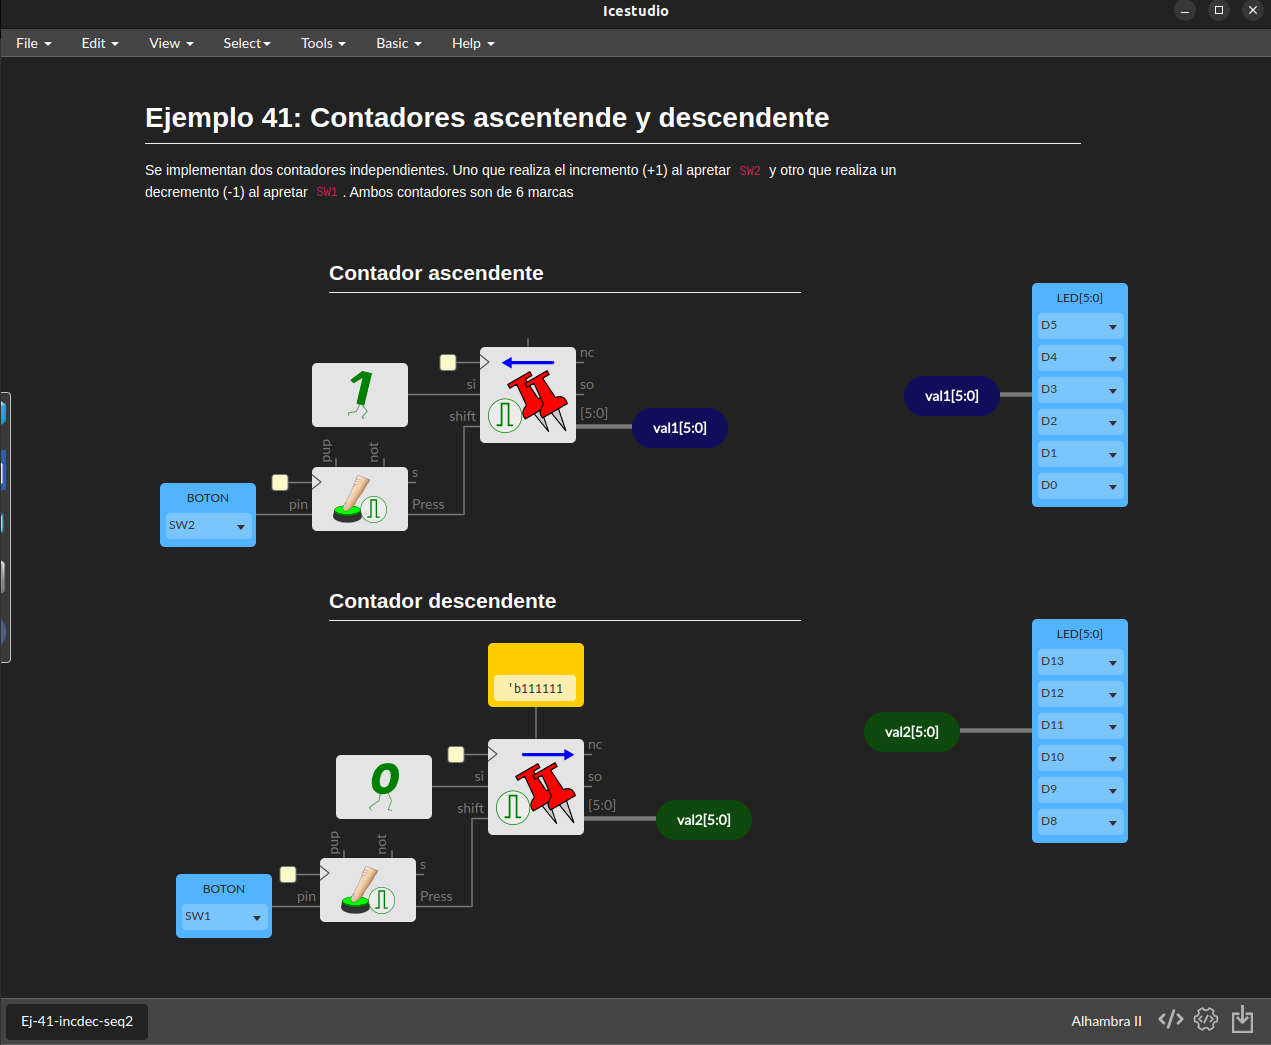 Icestudio
File Edit View Select Tools Basic Help
Ejemplo 41: Contadores ascentende y descendente
Se implementan dos contadores independientes. Uno que realiza el incremento (+1) al apretar SW2 y otro que realiza un
decremento (-1) al apretar SW1 . Ambos contadores son de 6 marcas
Contador ascendente
1
nc
si
so
shift
[5:0]
val1[5:0]
pup
not
s
pin
Press
BOTON
SW2
val1[5:0]
LED[5:0]
D5
D4
D3
D2
D1
D0
Contador descendente
'b111111
0
nc
si
so
shift
[5:0]
val2[5:0]
pup
not
s
pin
Press
BOTON
SW1
val2[5:0]
LED[5:0]
D13
D12
D11
D10
D9
D8
Ej-41-incdec-seq2
Alhambra II